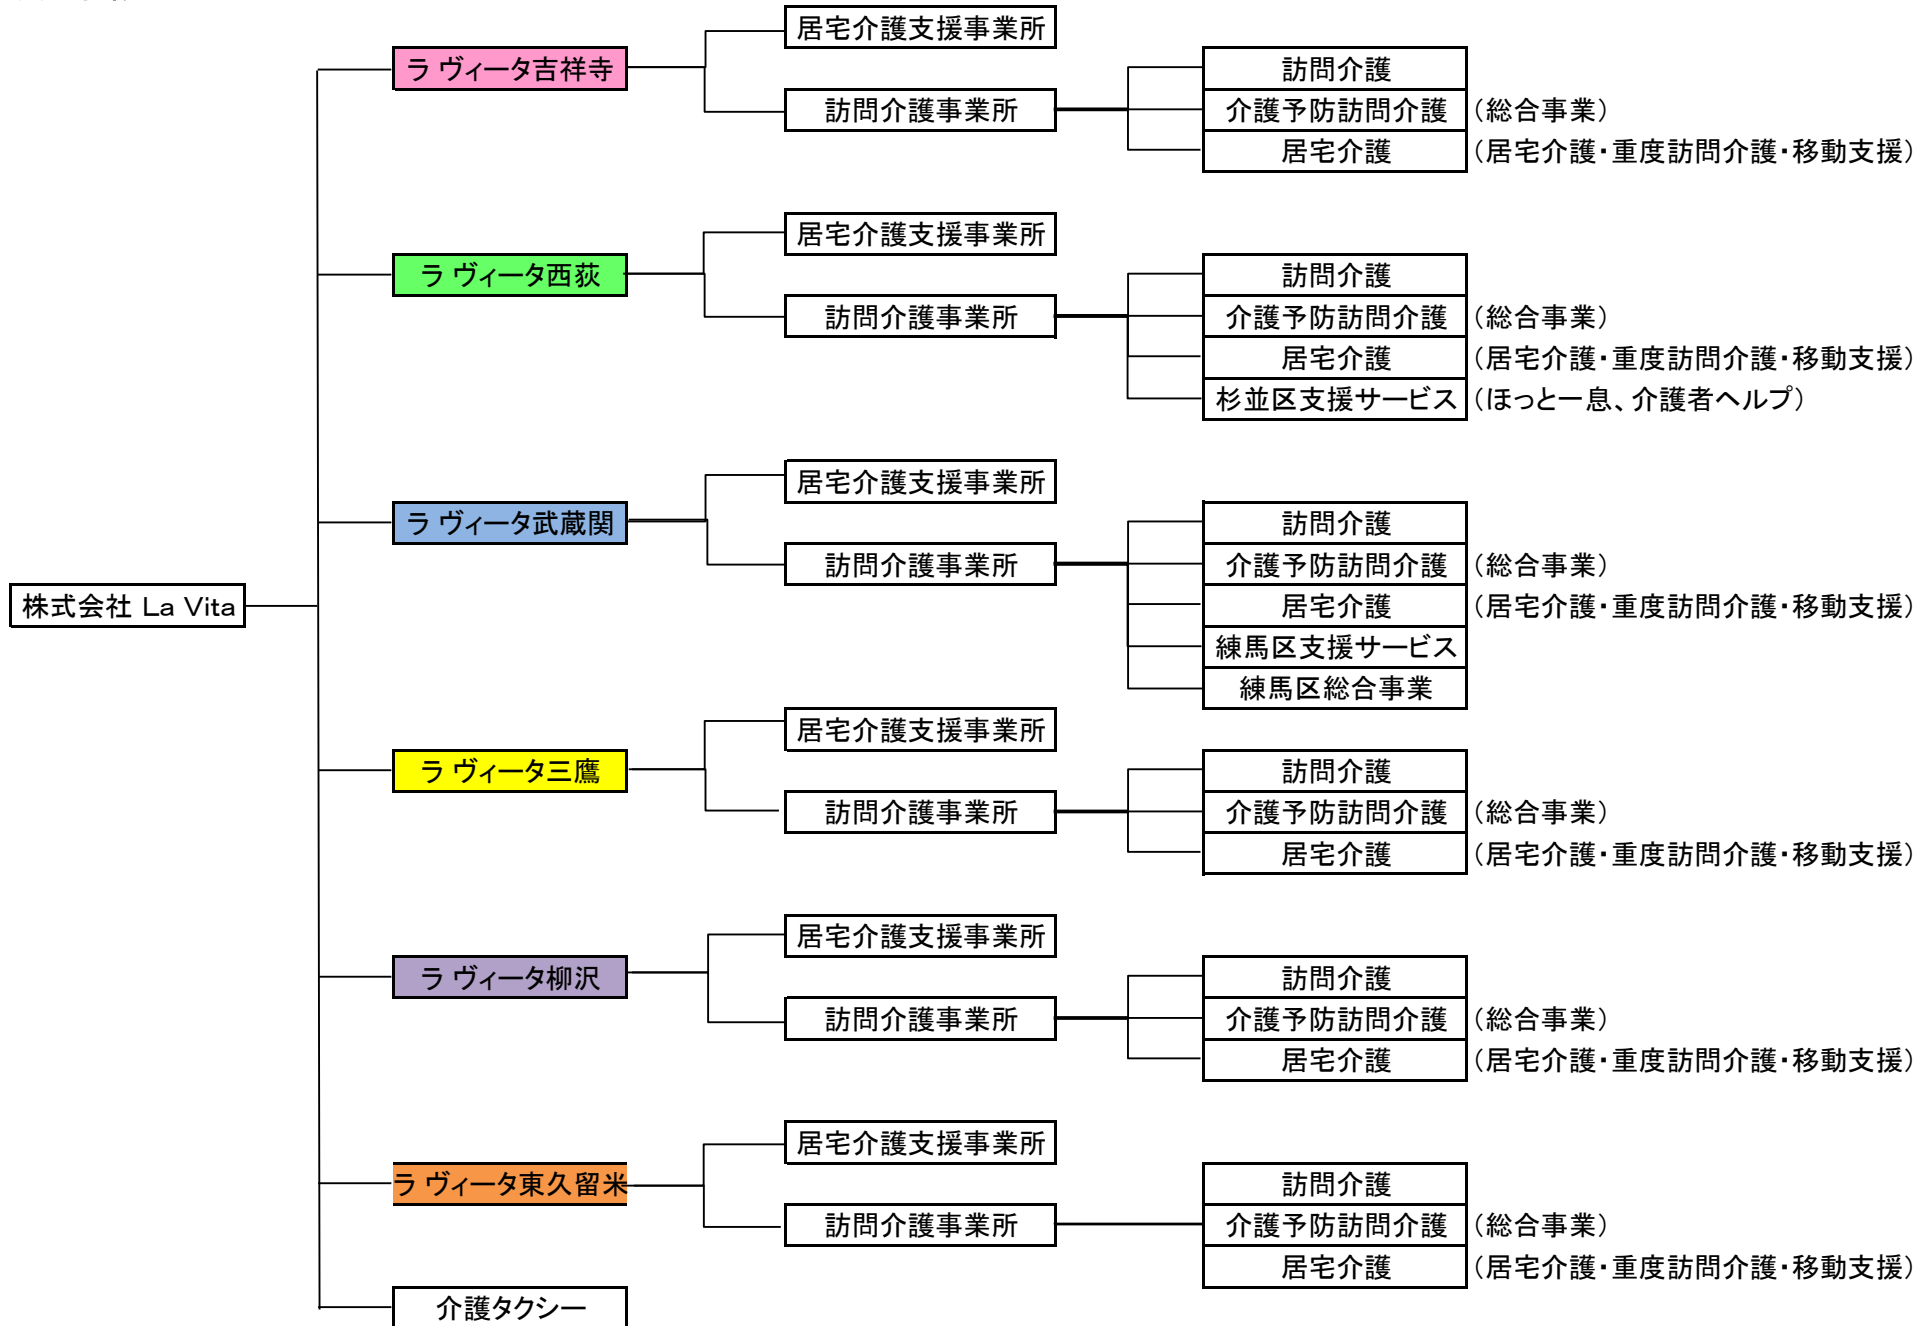 株式会社 La Vita
ラ ヴィータ吉祥寺
居宅介護支援事業所
訪問介護事業所
訪問介護
介護予防訪問介護 （総合事業）
居宅介護 （居宅介護・重度訪問介護・移動支援）
ラ ヴィータ西荻
居宅介護支援事業所
訪問介護事業所
訪問介護
介護予防訪問介護 （総合事業）
居宅介護 （居宅介護・重度訪問介護・移動支援）
杉並区支援サービス （ほっと一息、介護者ヘルプ）
ラ ヴィータ武蔵関
居宅介護支援事業所
訪問介護事業所
訪問介護
介護予防訪問介護 （総合事業）
居宅介護 （居宅介護・重度訪問介護・移動支援）
練馬区支援サービス
練馬区総合事業
ラ ヴィータ三鷹
居宅介護支援事業所
訪問介護事業所
訪問介護
介護予防訪問介護 （総合事業）
居宅介護 （居宅介護・重度訪問介護・移動支援）
ラ ヴィータ柳沢
居宅介護支援事業所
訪問介護事業所
訪問介護
介護予防訪問介護 （総合事業）
居宅介護 （居宅介護・重度訪問介護・移動支援）
ラ ヴィータ東久留米
居宅介護支援事業所
訪問介護事業所
訪問介護
介護予防訪問介護 （総合事業）
居宅介護 （居宅介護・重度訪問介護・移動支援）
介護タクシー